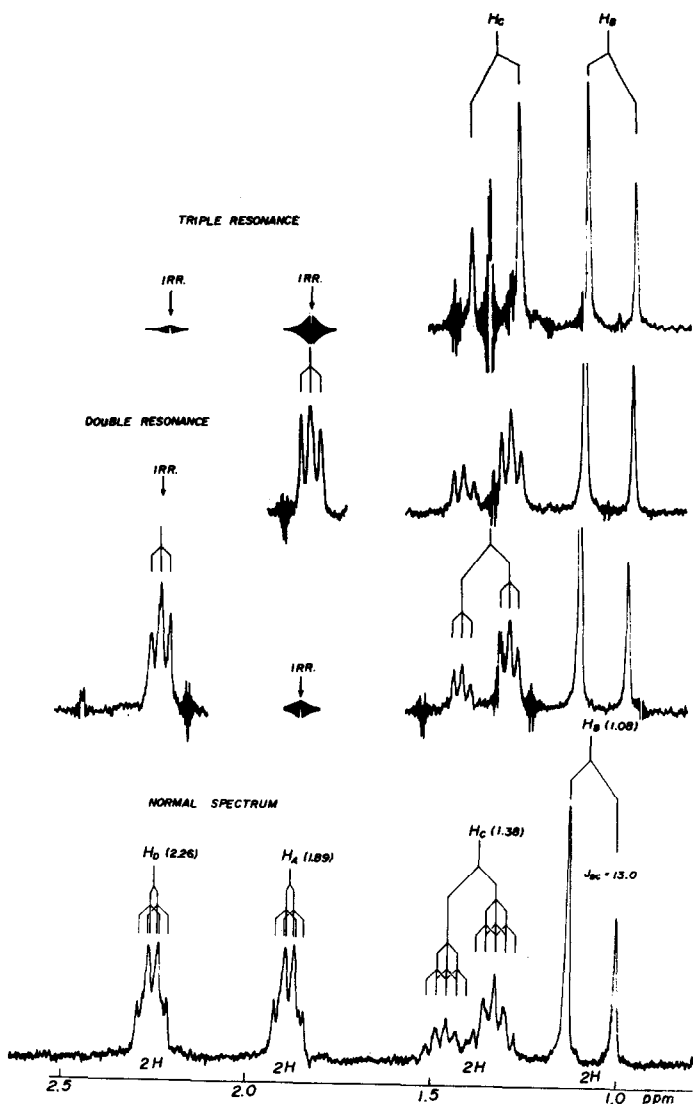 HC HB
TRIPLE RESONANCE
IRR. IRR.
DOUBLE RESONANCE
IRR.
IRR.
HB (1.08)
NORMAL SPECTRUM
HD (2.26) HA (1.89) HC (1.38)
JBC = 13.0
2H 2H 2H 2H
2.5 2.0 1.5 1.0 ppm